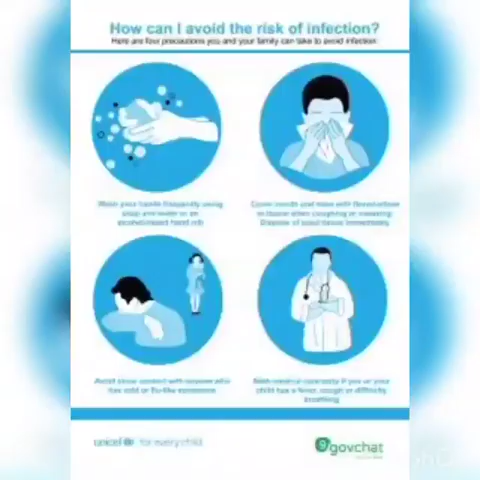 How can I avoid the risk of infection?
Here are four precautions you and your family can take to avoid infection:
Wash your hands frequently using
soap and water or an
alcohol-based hand rub
Cover mouth and nose with flexed elbow
or tissue when coughing or sneezing.
Dispose of used tissue immediately
Avoid close contact with anyone who
has cold or flu-like symptoms
Seek medical care early if you or your
child has a fever, cough or difficulty
breathing
unicef for every child
govchat